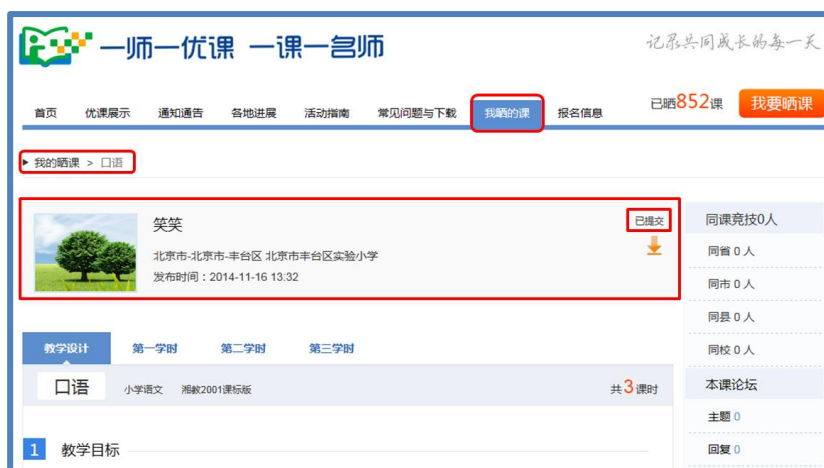 一师一优课 一课一名师
记录共同成长的每一天
首页 优课展示 通知通告 各地进展 活动指南 常见问题与下载 我晒的课 报名信息
已晒852课 我要晒课
我的晒课 > 口语
笑笑
已提交
北京市-北京市-丰台区 北京市丰台区实验小学
发布时间：2014-11-16 13:32
同课竞技0人
同省 0 人
同市 0 人
同县 0 人
同校 0 人
本课论坛
主题 0
回复 0
教学设计 第一学时 第二学时 第三学时
口语 小学语文 湘教2001课标版 共3课时
1 教学目标